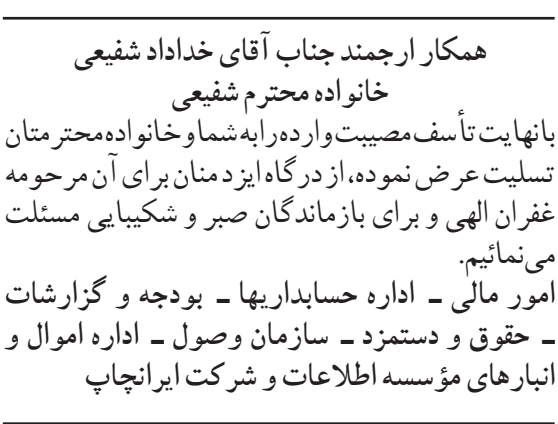 همکار ارجمند جناب آقای خداداد شفیعی
خانواده محترم شفیعی
بانهایت تأسف مصیبت وارده رابه شما و خانواده محترمتان
تسلیت عرض نموده، از درگاه ایزد منان برای آن مرحومه
غفران الهی و برای بازماندگان صبر و شکیبایی مسئلت
می‌نمائیم.
امور مالی ـ اداره حسابداریها ـ بودجه و گزارشات
ـ حقوق و دستمزد ـ سازمان وصول ـ اداره اموال و
انبارهای مؤسسه اطلاعات و شرکت ایرانچاپ